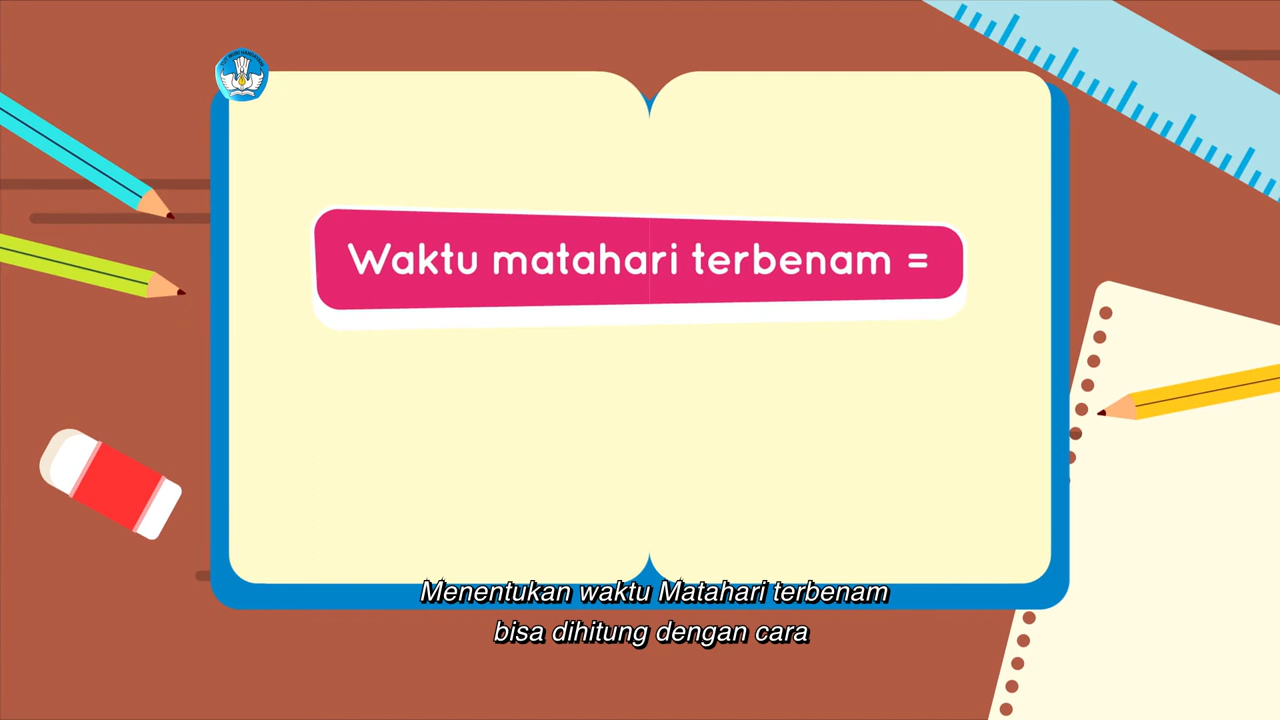 Waktu matahari terbenam =
Menentukan waktu Matahari terbenam
bisa dihitung dengan cara